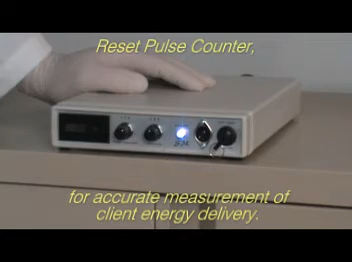 Reset Pulse Counter,
for accurate measurement of
client energy delivery.